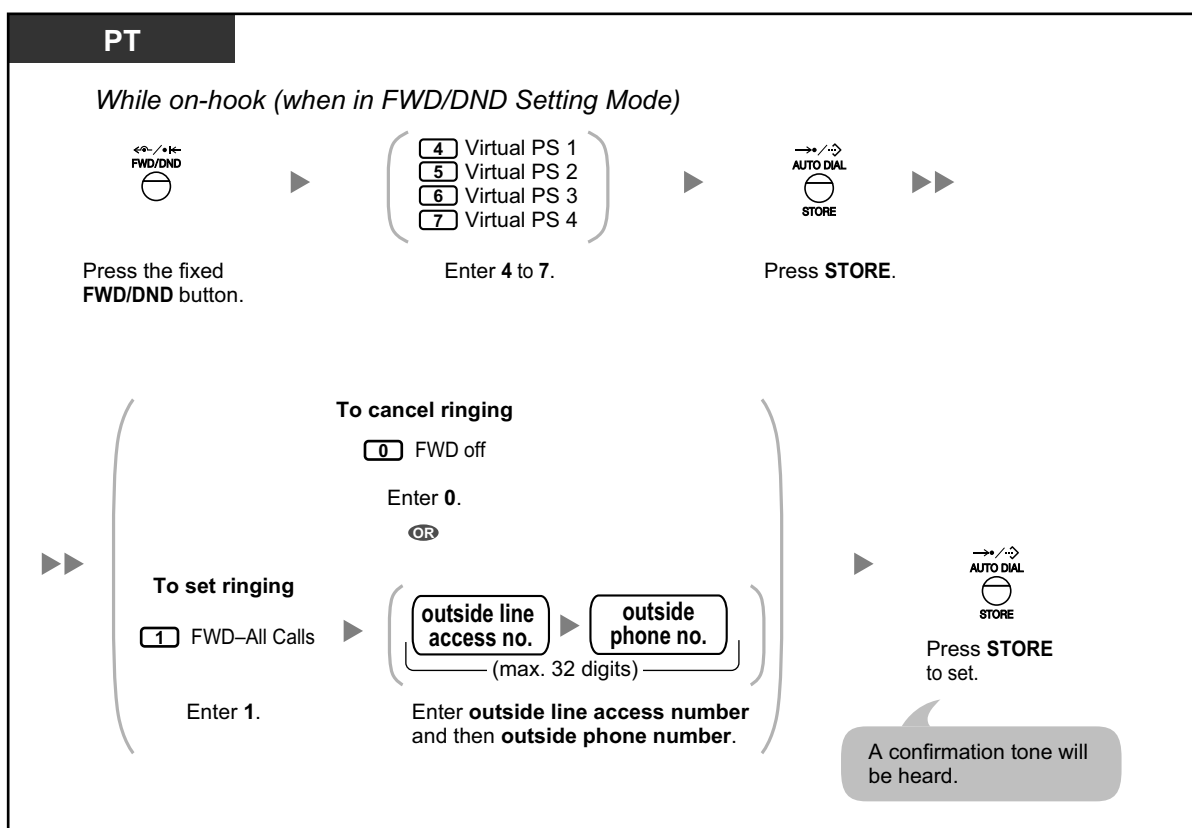 PT
While on-hook (when in FWD/DND Setting Mode)
FWD/DND
4 Virtual PS 1
5 Virtual PS 2
6 Virtual PS 3
7 Virtual PS 4
AUTO DIAL
STORE
Press the fixed
FWD/DND button.
Enter 4 to 7.
Press STORE.
To cancel ringing
0 FWD off
Enter 0.
OR
To set ringing
1 FWD–All Calls
outside line
access no.
outside
phone no.
(max. 32 digits)
Enter 1.
Enter outside line access number
and then outside phone number.
AUTO DIAL
STORE
Press STORE
to set.
A confirmation tone will
be heard.